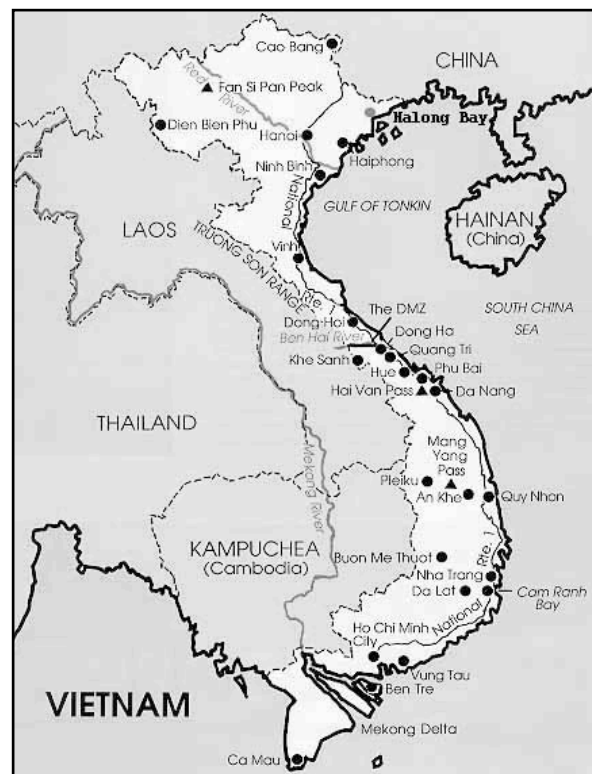 Cao Bang
CHINA
Red River
Fan Si Pan Peak
Halong Bay
Dien Bien Phu
Hanoi
Haiphong
Ninh Binh
National
GULF OF TONKIN
HAINAN
(China)
LAOS
TRUONG SON RANGE
Vinh
Rte. 1
SOUTH CHINA
SEA
The DMZ
Dong-Hoi
Ben Hai River
Dong Ha
Quang Tri
Khe Sanh
Phu Bai
Hue
Hai Van Pass
Da Nang
THAILAND
Mekong River
Mang
Yang
Pass
Pleiku
An Khe
Quy Nhon
KAMPUCHEA
(Cambodia)
Buon Me Thuot
Rte. 1
Nha Trang
Da Lat
Cam Ranh
Bay
National
Ho Chi Minh
City
Vung Tau
Ben Tre
VIETNAM
Mekong Delta
Ca Mau